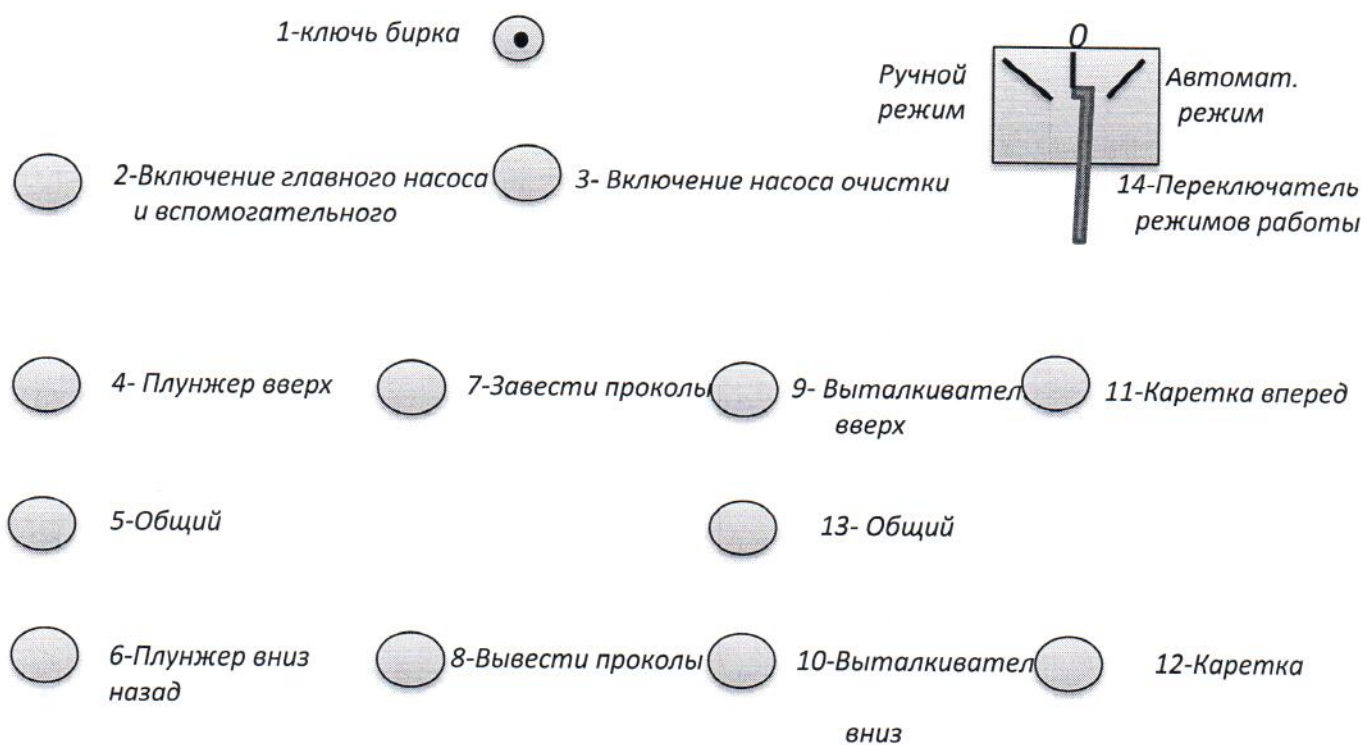 1-ключь бирка
0
Ручной
режим
Автомат.
режим
2-Включение главного насоса
и вспомогательного
3- Включение насоса очистки
14-Переключатель
режимов работы
4- Плунжер вверх
7-Завести проколы
9- Выталкивател
вверх
11-Каретка вперед
5-Общий
13- Общий
6-Плунжер вниз
назад
8-Вывести проколы
10-Выталкивател
вниз
12-Каретка